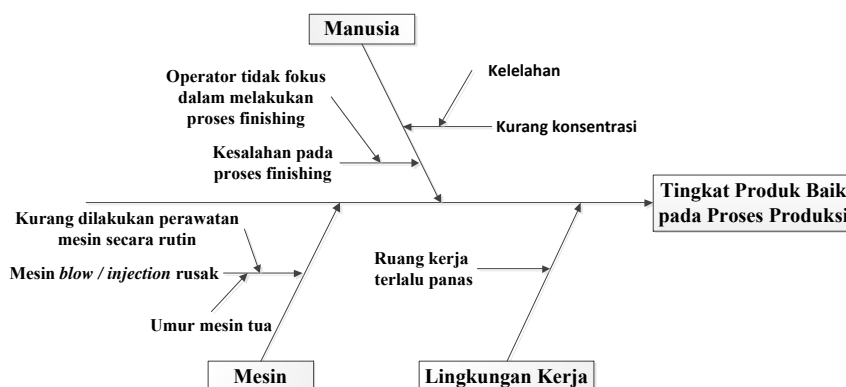 Manusia
Operator tidak fokus
dalam melakukan
proses finishing
Kelelahan
Kurang konsentrasi
Kesalahan pada
proses finishing
Tingkat Produk Baik
pada Proses Produksi
Kurang dilakukan perawatan
mesin secara rutin
Mesin blow / injection rusak
Umur mesin tua
Ruang kerja
terlalu panas
Mesin
Lingkungan Kerja